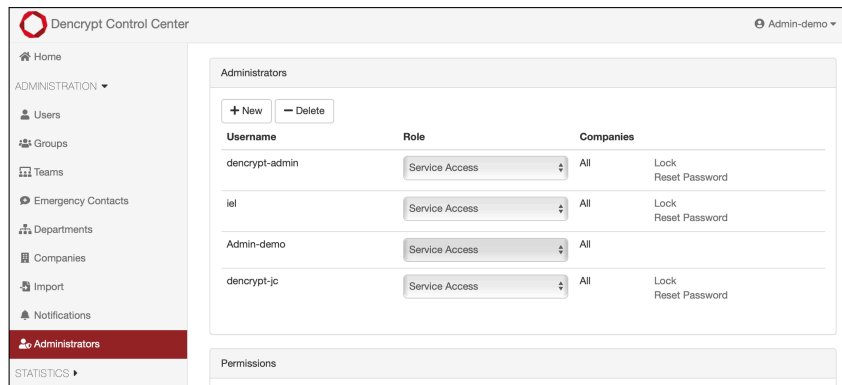 Dencrypt Control Center
Admin-demo
Home
ADMINISTRATION
Users
Groups
Teams
Emergency Contacts
Departments
Companies
Import
Notifications
Administrators
STATISTICS
Administrators
New Delete
Username Role Companies
dencrypt-admin Service Access All Lock
Reset Password
iel Service Access All Lock
Reset Password
Admin-demo Service Access All
dencrypt-jc Service Access All Lock
Reset Password
Permissions